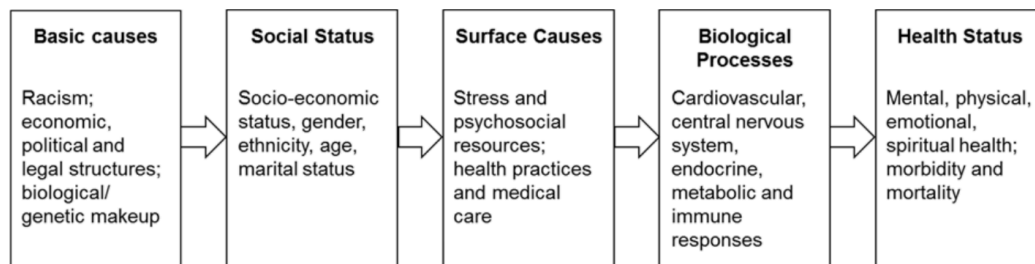 Basic causes
Racism;
economic,
political and
legal structures;
biological/
genetic makeup
Social Status
Socio-economic
status, gender,
ethnicity, age,
marital status
Surface Causes
Stress and
psychosocial
resources;
health practices
and medical
care
Biological
Processes
Cardiovascular,
central nervous
system,
endocrine,
metabolic and
immune
responses
Health Status
Mental, physical,
emotional,
spiritual health;
morbidity and
mortality